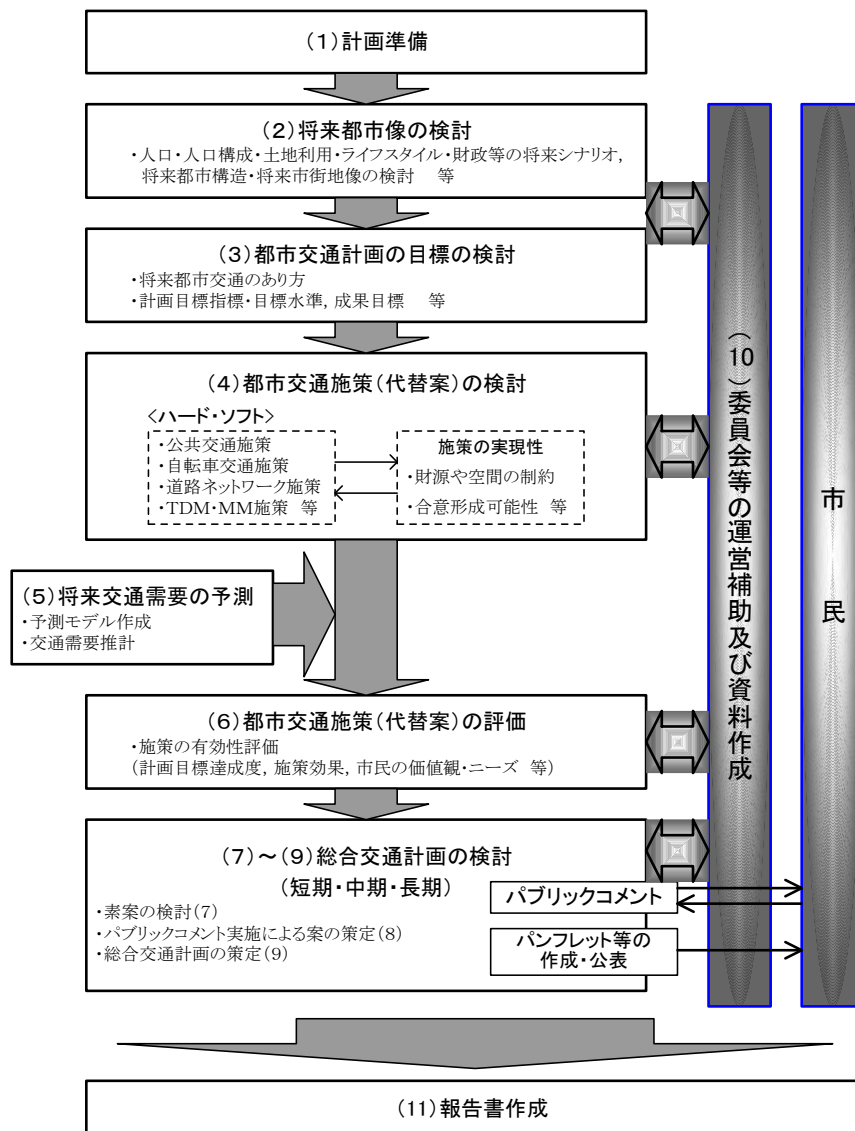 (1)計画準備
(2)将来都市像の検討
・人口・人口構成・土地利用・ライフスタイル・財政等の将来シナリオ,
将来都市構造・将来市街地像の検討　等
(3)都市交通計画の目標の検討
・将来都市交通のあり方
・計画目標指標・目標水準, 成果目標　等
(4)都市交通施策(代替案)の検討
<ハード・ソフト>
・公共交通施策
・自転車交通施策
・道路ネットワーク施策
・TDM・MM施策　等
施策の実現性
・財源や空間の制約
・合意形成可能性　等
(5)将来交通需要の予測
・予測モデル作成
・交通需要推計
(6)都市交通施策(代替案)の評価
・施策の有効性評価
(計画目標達成度, 施策効果, 市民の価値観・ニーズ　等)
(7)～(9)総合交通計画の検討
(短期・中期・長期)
・素案の検討(7)
・パブリックコメント実施による案の策定(8)
・総合交通計画の策定(9)
パブリックコメント
パンフレット等の
作成・公表
(10)委員会等の運営補助及び資料作成
市民
(11)報告書作成